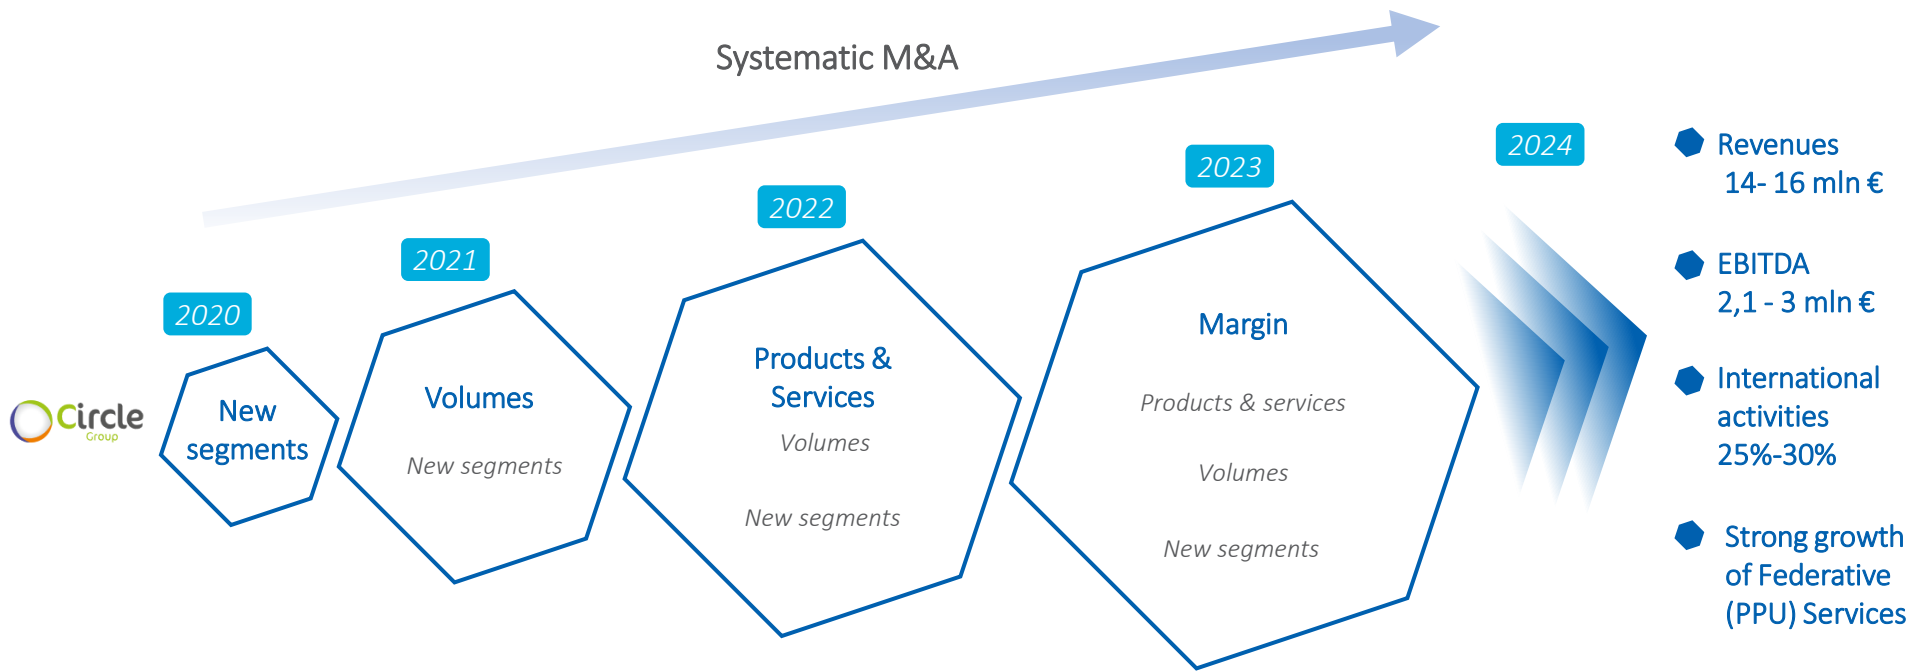 Systematic M&A
Circle
Group
2020
New
segments
2021
Volumes
New segments
2022
Products &
Services
Volumes
New segments
2023
Margin
Products & services
Volumes
New segments
2024
Revenues
14- 16 mln €
EBITDA
2,1 - 3 mln €
International
activities
25%-30%
Strong growth
of Federative
(PPU) Services